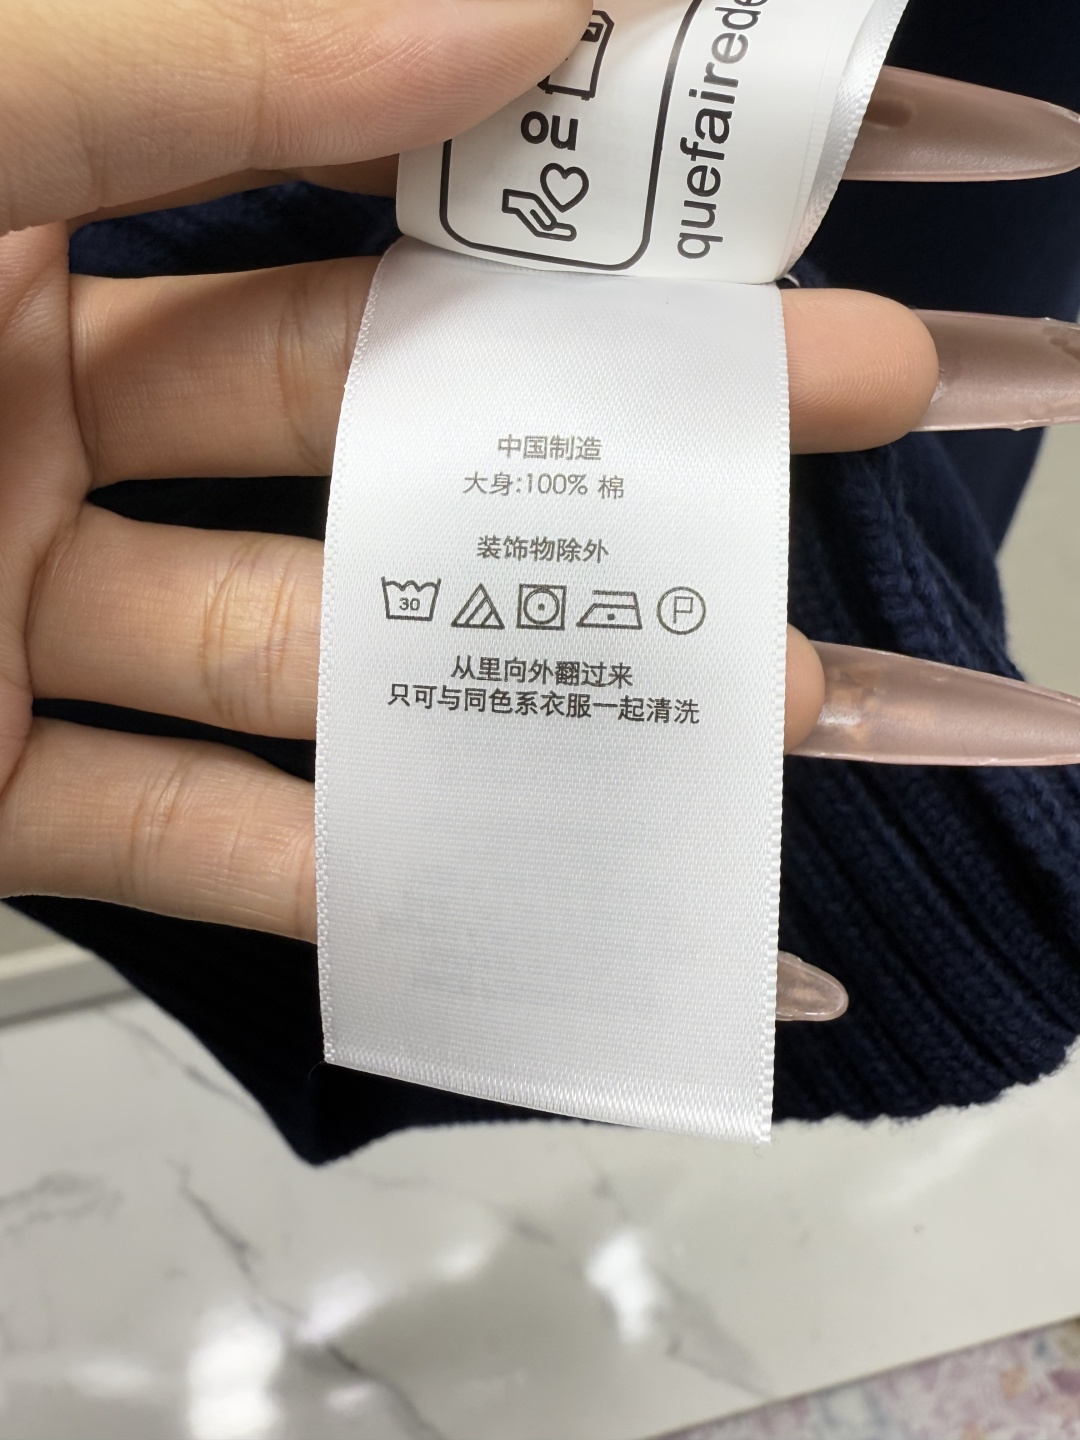 OU
quefairede
中国制造
大身:100% 棉
装饰物除外
30 P
从里向外翻过来
只可与同色系衣服一起清洗